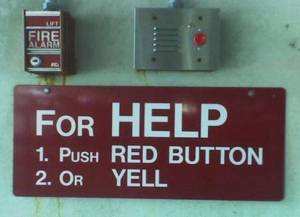 LIFT
FIRE
ALARM
FOR HELP
1. PUSH RED BUTTON
2. OR YELL